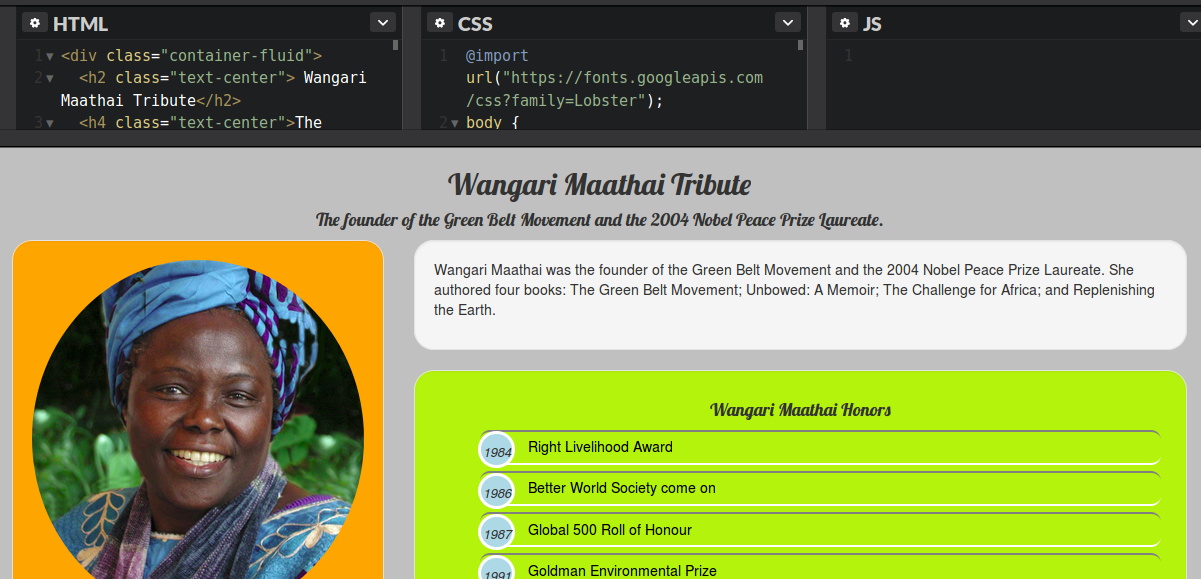 HTML
1 <div class="container-fluid">
2 <h2 class="text-center"> Wangari
Maathai Tribute</h2>
3 <h4 class="text-center">The
CSS
1 @import
url("https://fonts.googleapis.com
/css?family=Lobster");
2 body {
JS
1
Wangari Maathai Tribute
The founder of the Green Belt Movement and the 2004 Nobel Peace Prize Laureate.
Wangari Maathai was the founder of the Green Belt Movement and the 2004 Nobel Peace Prize Laureate. She
authored four books: The Green Belt Movement; Unbowed: A Memoir; The Challenge for Africa; and Replenishing
the Earth.
Wangari Maathai Honors
1984 Right Livelihood Award
1986 Better World Society come on
1987 Global 500 Roll of Honour
1991 Goldman Environmental Prize